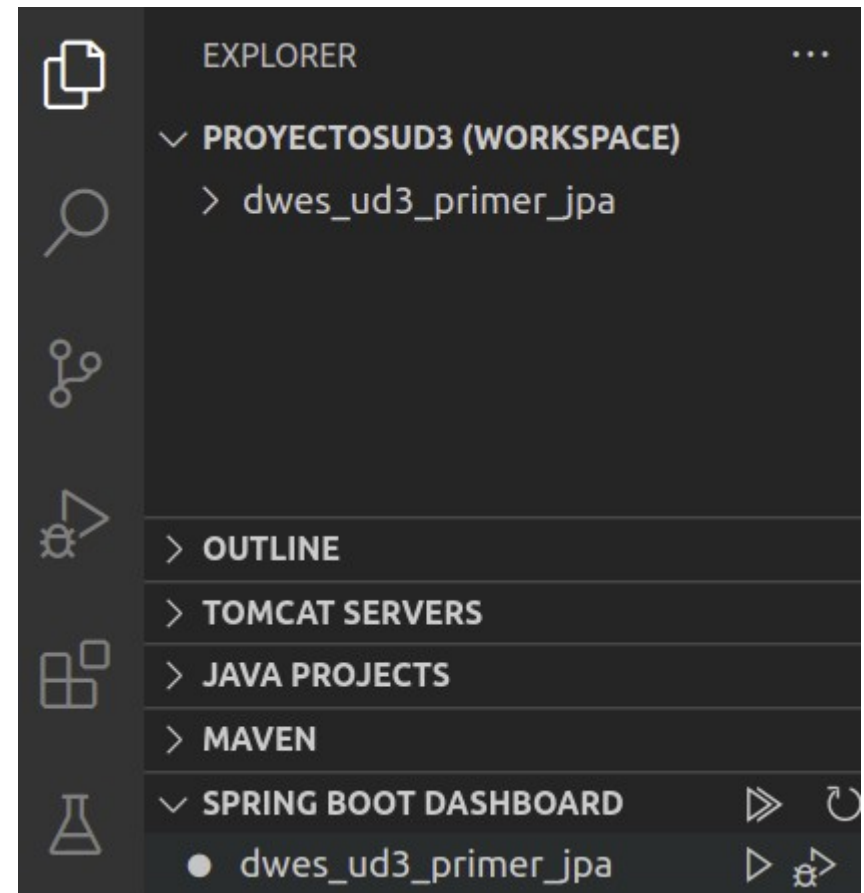 EXPLORER
PROYECTOSUD3 (WORKSPACE)
dwes_ud3_primer_jpa
OUTLINE
TOMCAT SERVERS
JAVA PROJECTS
MAVEN
SPRING BOOT DASHBOARD
dwes_ud3_primer_jpa